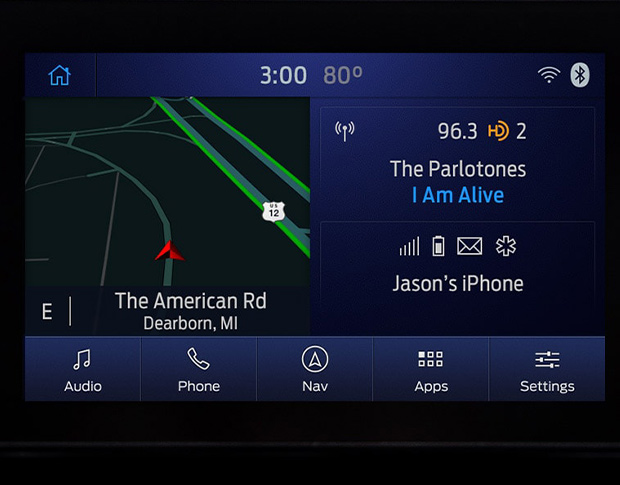 3:00 80°
96.3 HD 2
The Parlotones
I Am Alive
US
12
Jason's iPhone
E
The American Rd
Dearborn, MI
Audio
Phone
Nav
Apps
Settings